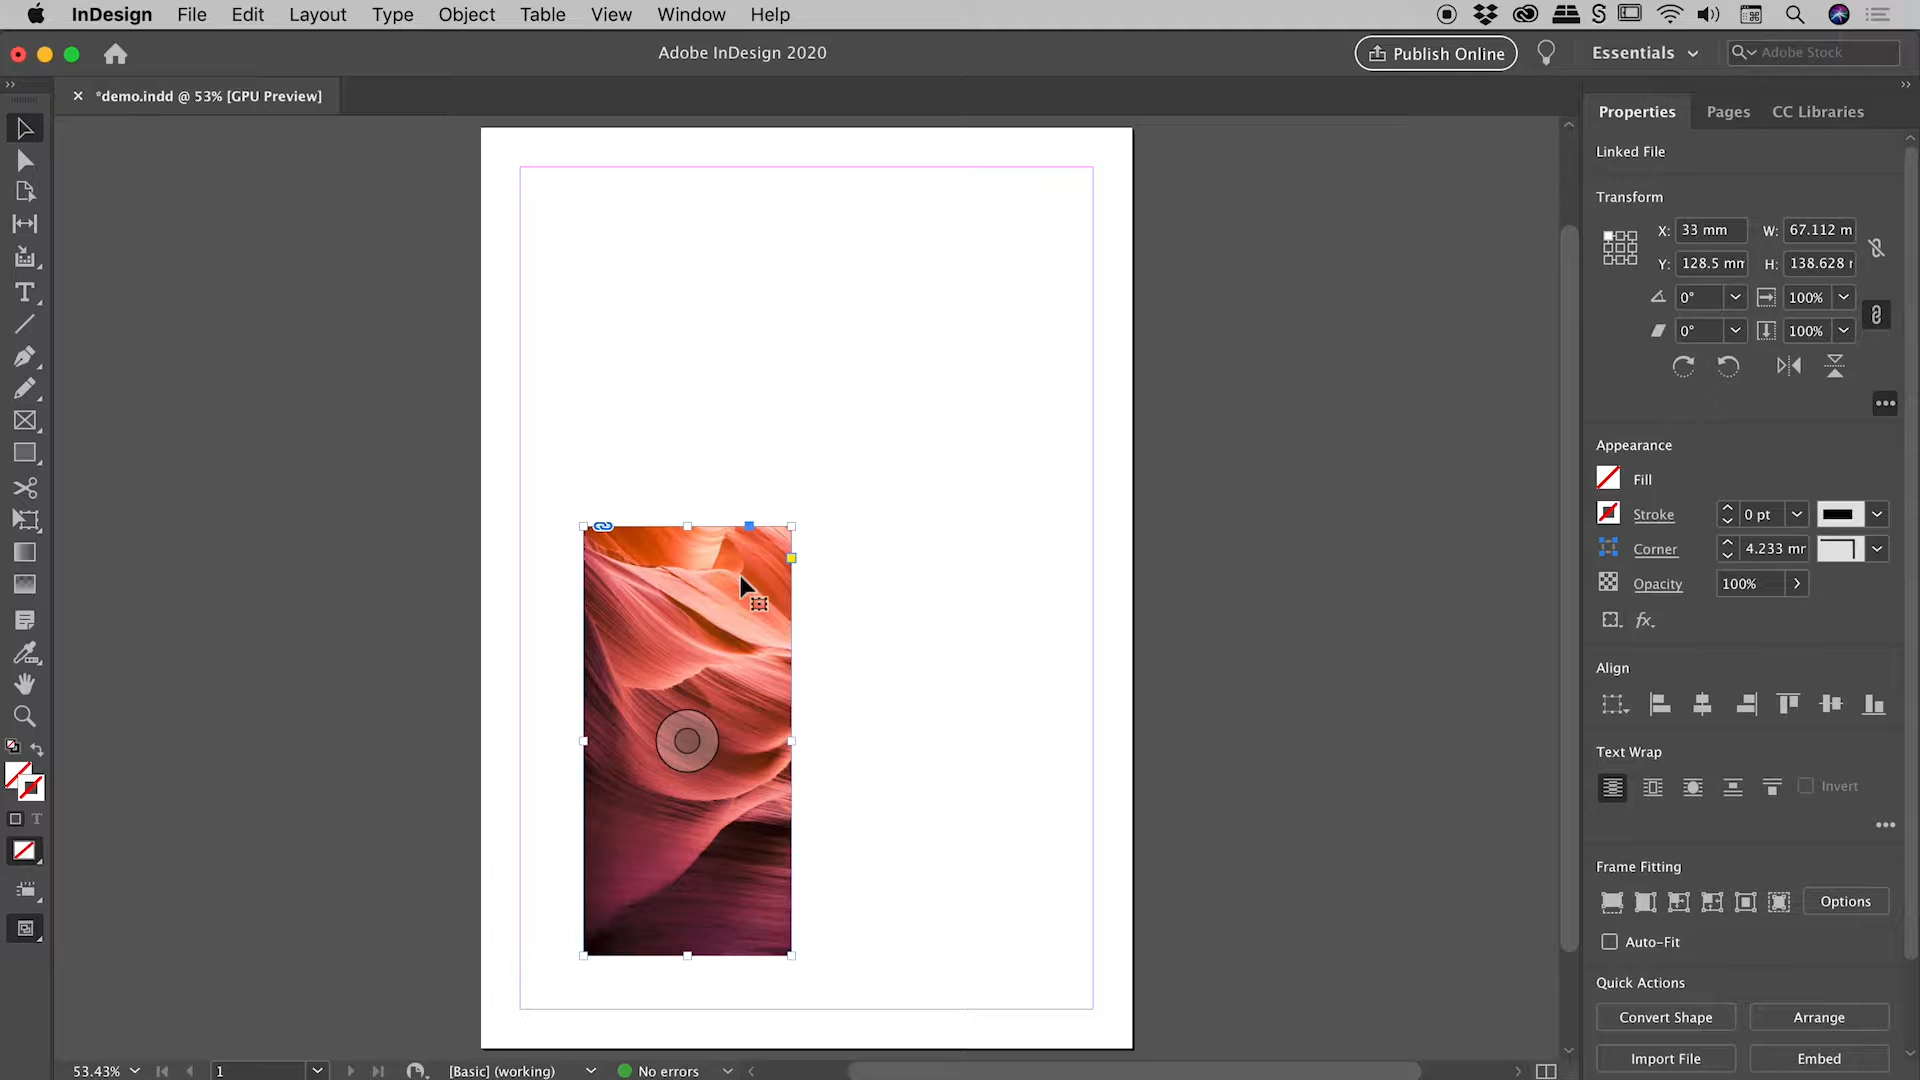 InDesign File Edit Layout Type Object Table View Window Help
Adobe InDesign 2020
Publish Online
Essentials
Adobe Stock
*demo.indd @ 53% [GPU Preview]
Properties Pages CC Libraries
Linked File
Transform
X: 33 mm W: 67.112 m
Y: 128.5 mm H: 138.628
0° 100%
0° 100%
Appearance
Fill
Stroke 0 pt
Corner 4.233 mm
Opacity 100%
fx.
Align
Text Wrap
Invert
Frame Fitting
Options
Auto-Fit
Quick Actions
Convert Shape Arrange
Import File Embed
53.43% 1 [Basic] (working) No errors